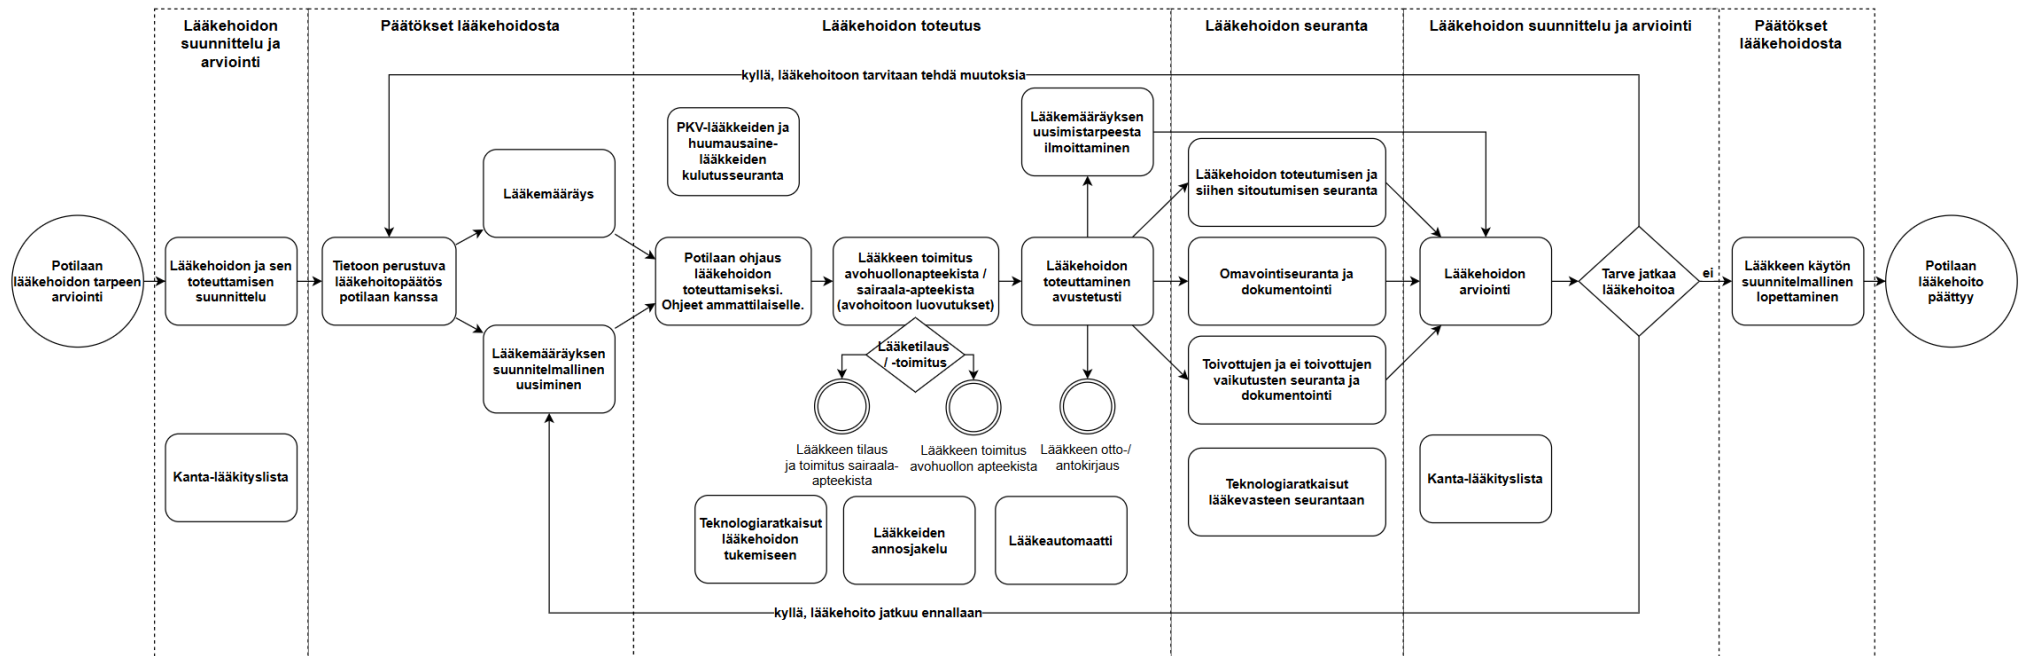 Lääkehoidon
suunnittelu ja
arviointi
Päätökset lääkehoidosta
Lääkehoidon toteutus
Lääkehoidon seuranta
Lääkehoidon suunnittelu ja arviointi
Päätökset
lääkehoidosta
kyllä, lääkehoitoon tarvitaan tehdä muutoksia
Potilaan
lääkehoidon tarpeen
arviointi
Lääkehoidon ja sen
toteuttamisen
suunnittelu
Kanta-lääkityslista
Tietoon perustuva
lääkehoitopäätös
potilaan kanssa
Lääkemääräys
Lääkemääräyksen
suunnitelmallinen
uusiminen
PKV-lääkkeiden ja
huumausaine-
lääkkeiden
kulutusseuranta
Potilaan ohjaus
lääkehoidon
toteuttamiseksi.
Ohjeet ammattilaiselle.
Lääkkeen toimitus
avohuollonapteekista /
sairaala-apteekista
(avohoitoon luovutukset)
Lääketilaus
/ -toimitus
Lääkkeen tilaus
ja toimitus sairaala-
apteekista
Lääkkeen toimitus
avohuollon apteekista
Lääkemääräyksen
uusimistarpeesta
ilmoittaminen
Lääkehoidon
toteuttaminen
avustetusti
Lääkkeen otto-/
antokirjaus
Teknologiaratkaisut
lääkehoidon
tukemiseen
Lääkkeiden
annosjakelu
Lääkeautomaatti
Lääkehoidon toteutumisen ja
siihen sitoutumisen seuranta
Omavointiseuranta ja
dokumentointi
Toivottujen ja ei toivottujen
vaikutusten seuranta ja
dokumentointi
Teknologiaratkaisut
lääkevasteen seurantaan
Lääkehoidon
arviointi
Kanta-lääkityslista
Tarve jatkaa
lääkehoitoa
ei
Lääkkeen käytön
suunnitelmallinen
lopettaminen
Potilaan
lääkehoito
päättyy
kyllä, lääkehoito jatkuu ennallaan